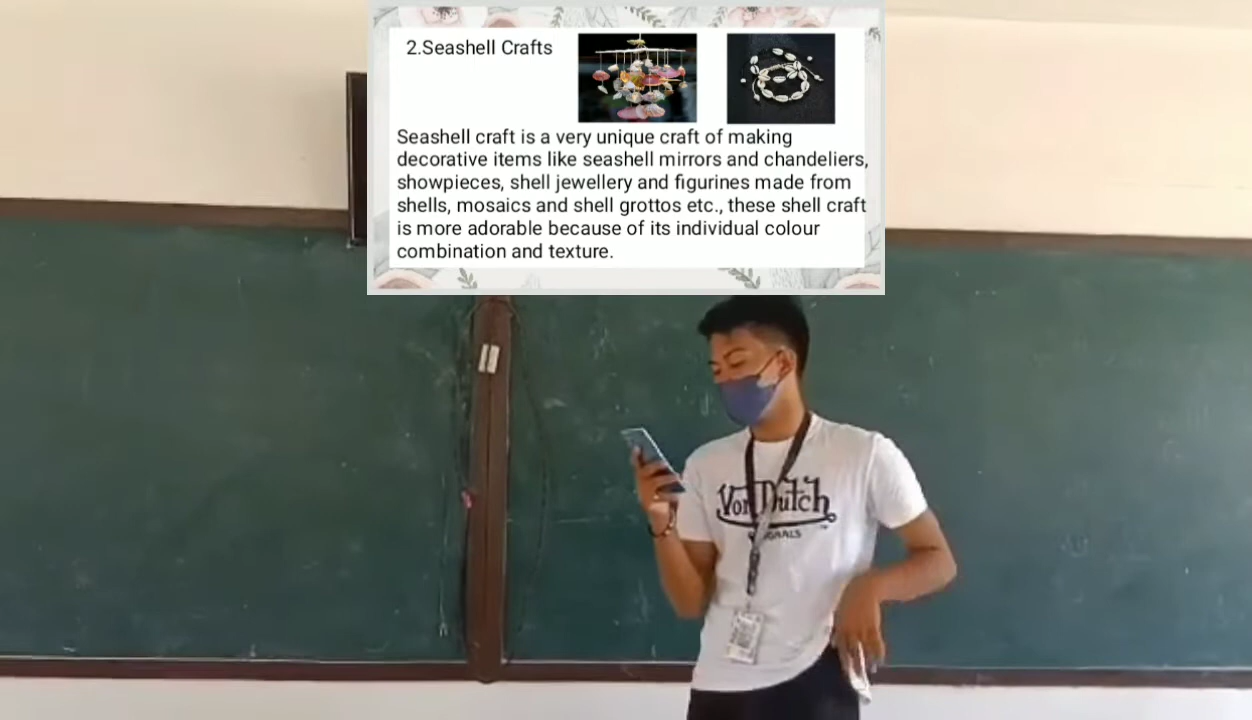 2.Seashell Crafts
Seashell craft is a very unique craft of making
decorative items like seashell mirrors and chandeliers,
showpieces, shell jewellery and figurines made from
shells, mosaics and shell grottos etc., these shell craft
is more adorable because of its individual colour
combination and texture.
Von Dutch